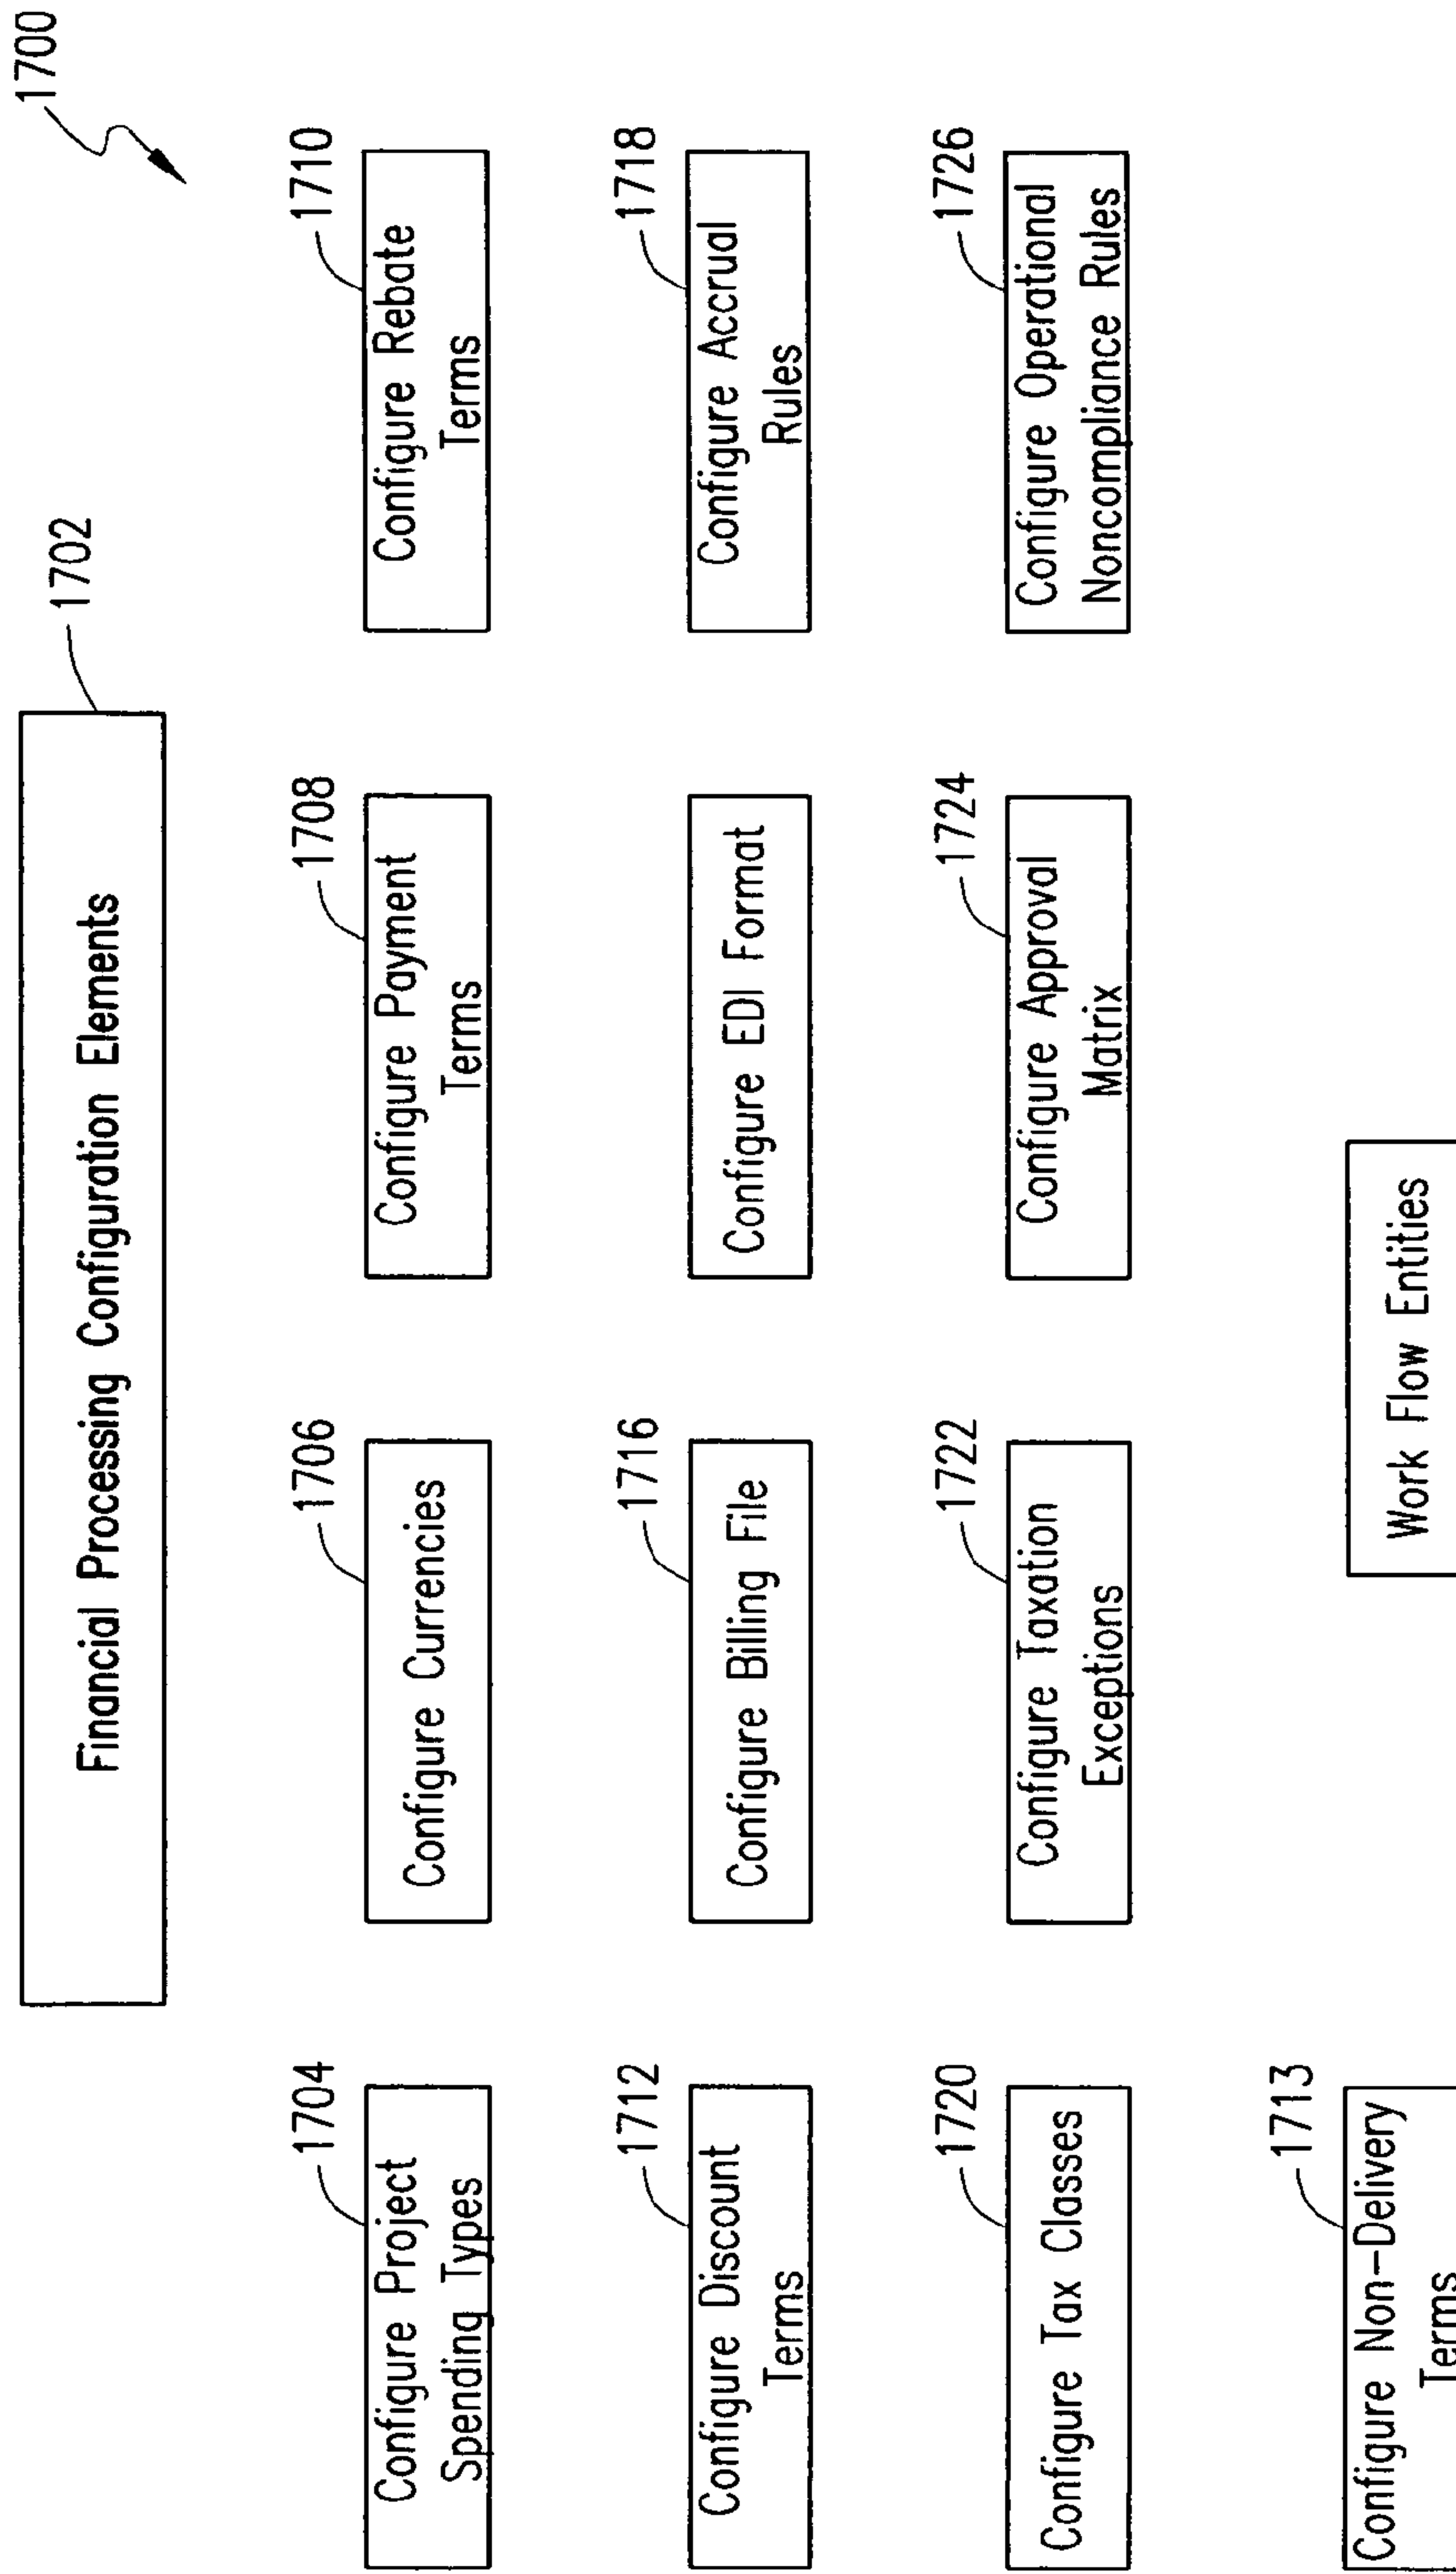 1700
Financial Processing Configuration Elements
1702
1704
Configure Project
Spending Types
1706
Configure Currencies
1708
Configure Payment
Terms
1710
Configure Rebate
Terms
1712
Configure Discount
Terms
1716
Configure Billing File
Configure EDI Format
1718
Configure Accrual
Rules
1720
Configure Tax Classes
1722
Configure Taxation
Exceptions
1724
Configure Approval
Matrix
1726
Configure Operational
Noncompliance Rules
1713
Configure Non-Delivery
Terms
Work Flow Entities